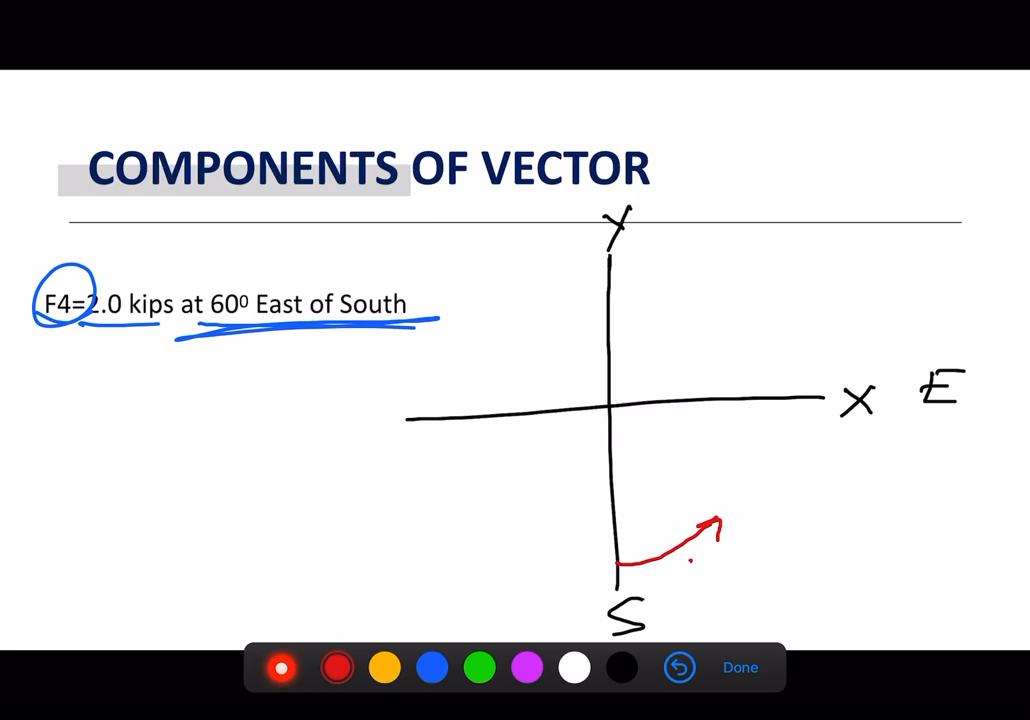 COMPONENTS OF VECTOR
Y
F4=2.0 kips at 60⁰ East of South
X E
S
Done